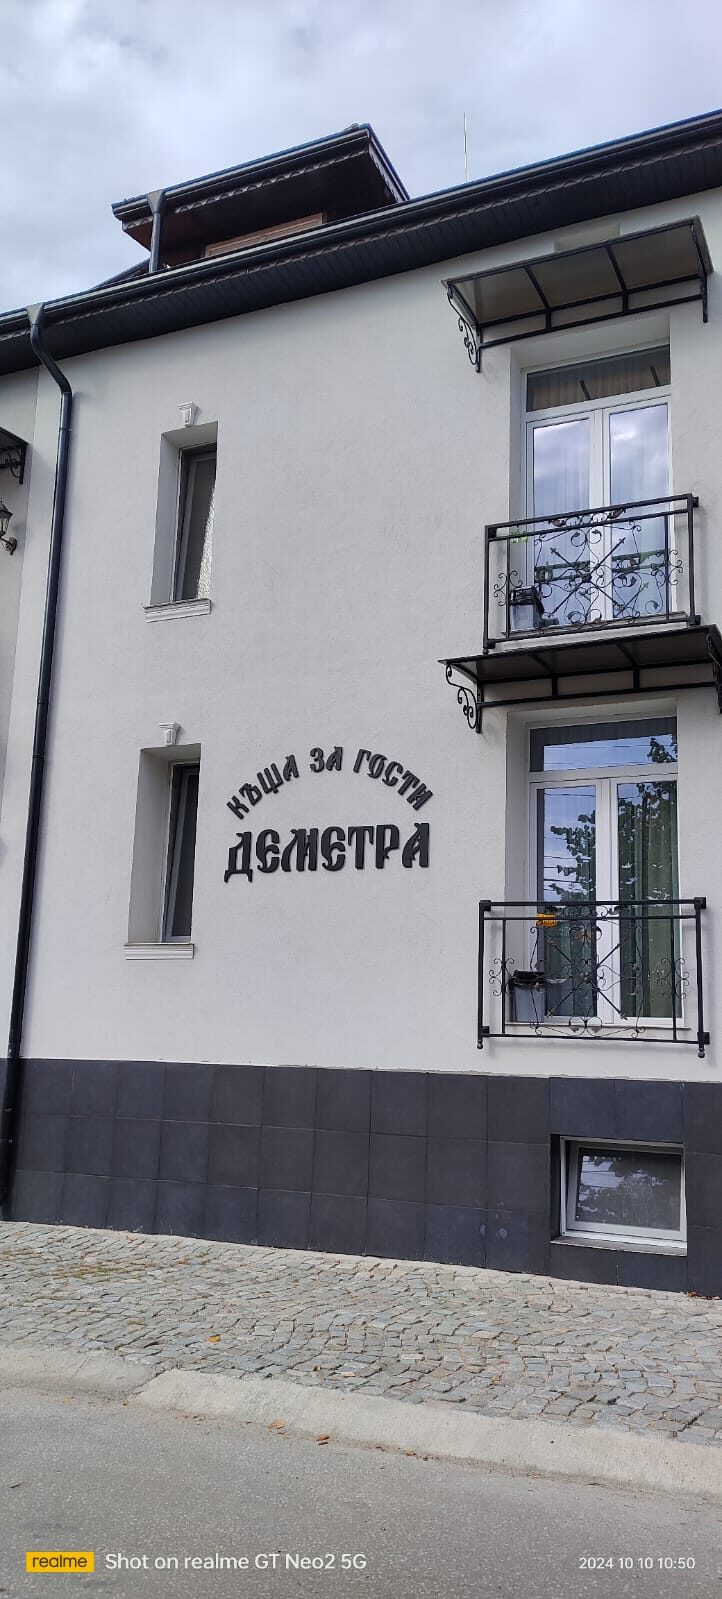 КЪЩА ЗА ГОСТИ
ДЕМЕТРА
realme Shot on realme GT Neo2 5G
2024 10 10 10:50